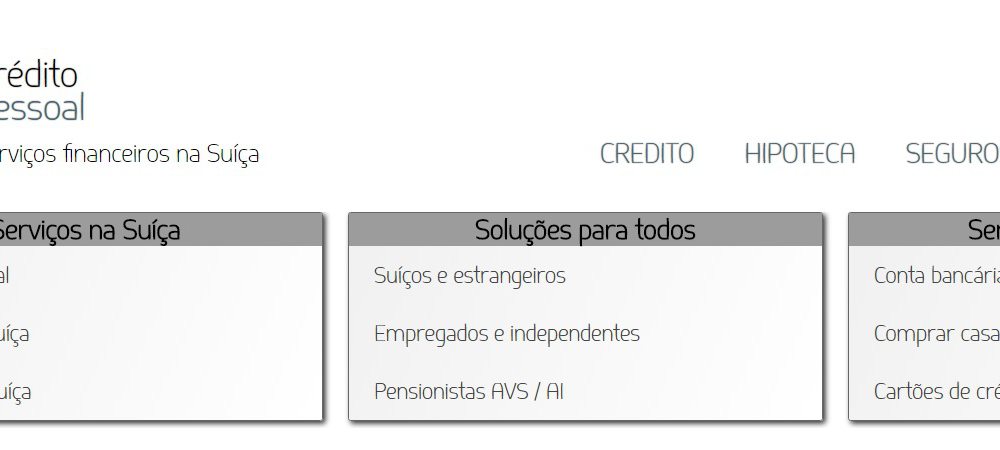 rédito
essoal
rviços financeiros na Suíça
CREDITO HIPOTECA SEGURO
Serviços na Suíça
al
uíça
uíça
Soluções para todos
Suíços e estrangeiros
Empregados e independentes
Pensionistas AVS / AI
Ser
Conta bancária
Comprar casa
Cartões de cré